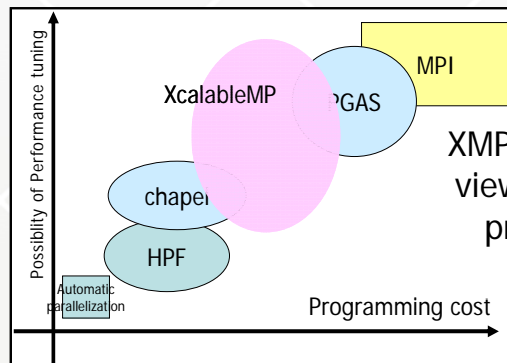 Possiblity of Performance tuning
MPI
XcalableMP
PGAS
XMP
view
pr
chapel
HPF
Automatic
parallelization
Programming cost